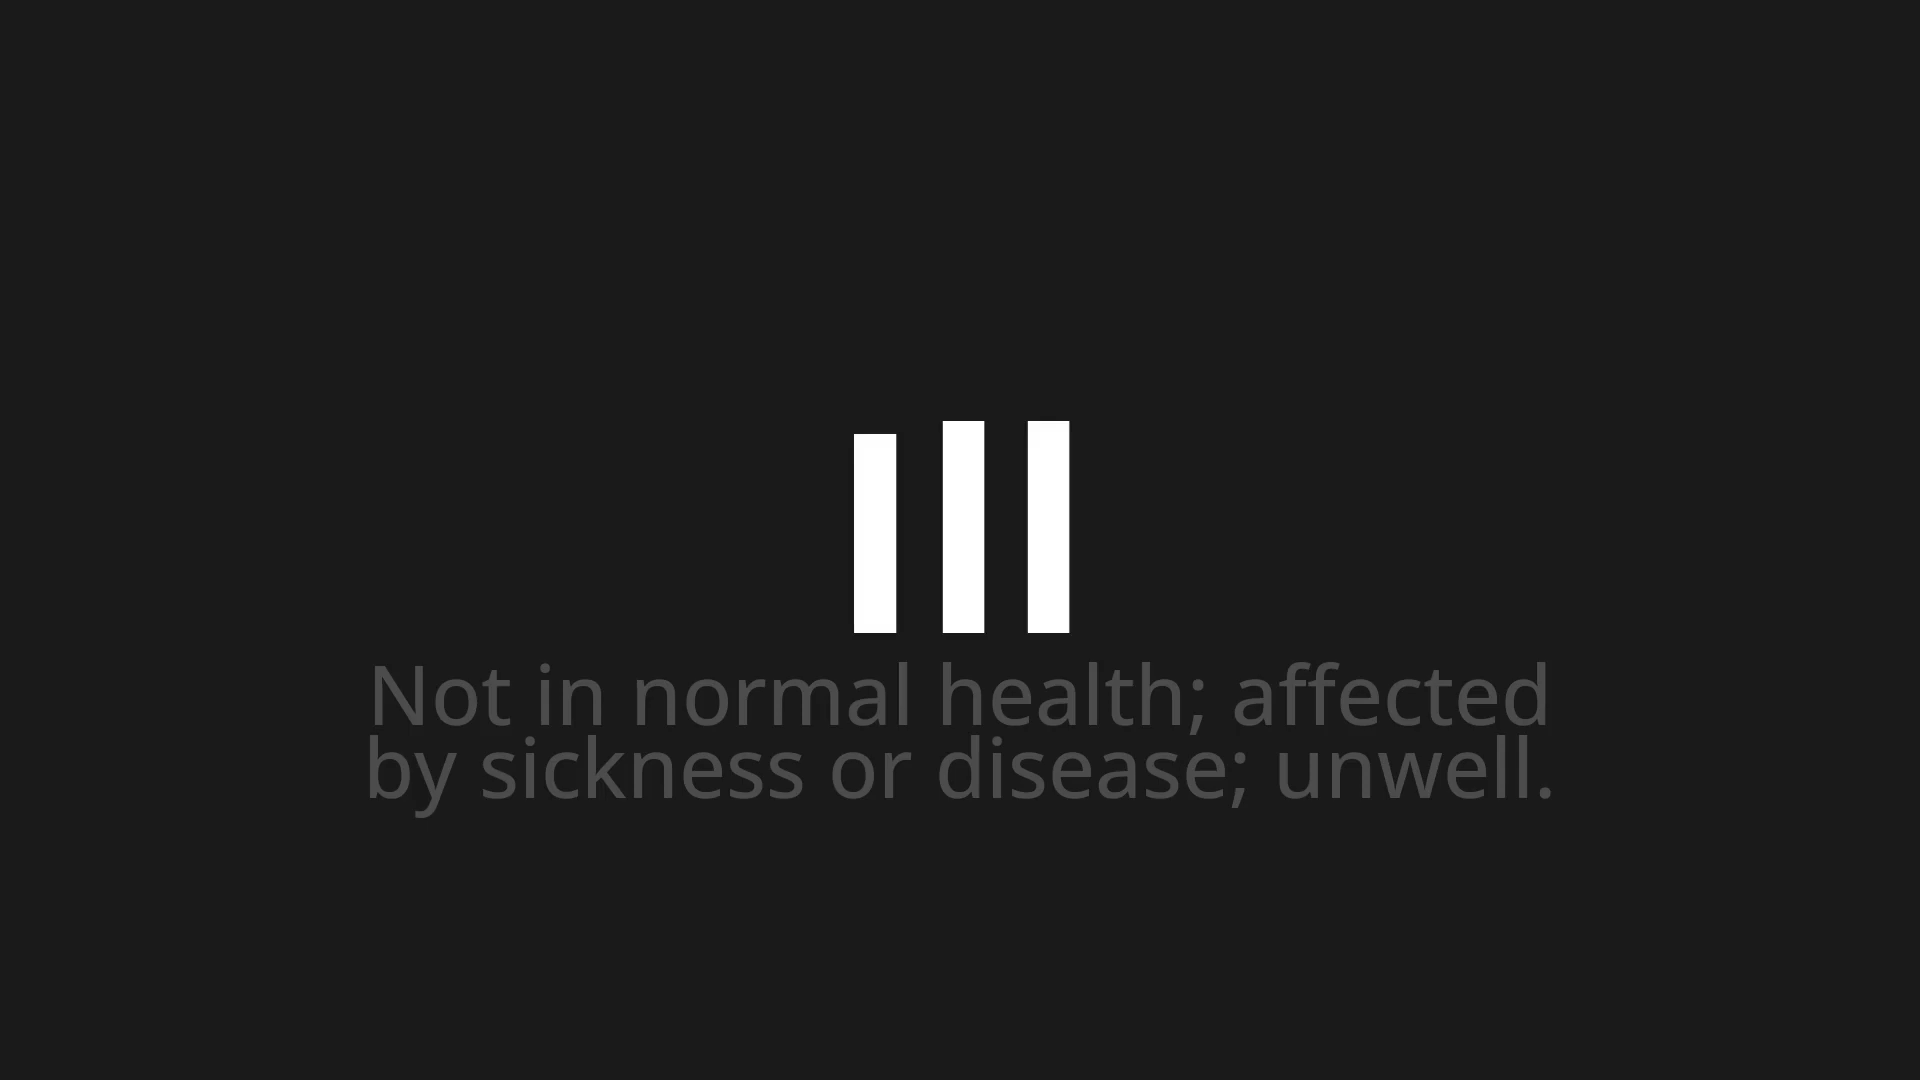 Ill
Not in normal health; affected
by sickness or disease; unwell.